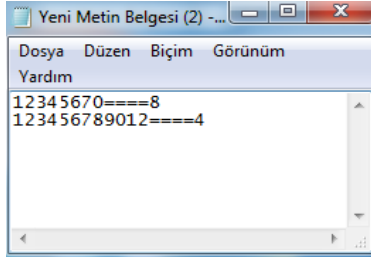 Yeni Metin Belgesi (2) -...
Dosya Düzen Biçim Görünüm
Yardım
12345670====8
123456789012====4